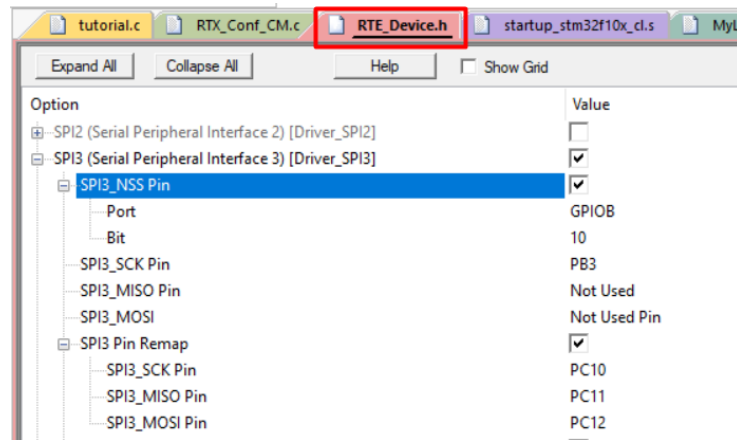 tutorial.c RTX_Conf_CM.c RTE_Device.h startup_stm32f10x_cl.s MyL
Expand All Collapse All Help Show Grid
Option Value
SPI2 (Serial Peripheral Interface 2) [Driver_SPI2]
SPI3 (Serial Peripheral Interface 3) [Driver_SPI3]
SPI3_NSS Pin
Port GPIOB
Bit 10
SPI3_SCK Pin PB3
SPI3_MISO Pin Not Used
SPI3_MOSI Not Used Pin
SPI3 Pin Remap
SPI3_SCK Pin PC10
SPI3_MISO Pin PC11
SPI3_MOSI Pin PC12